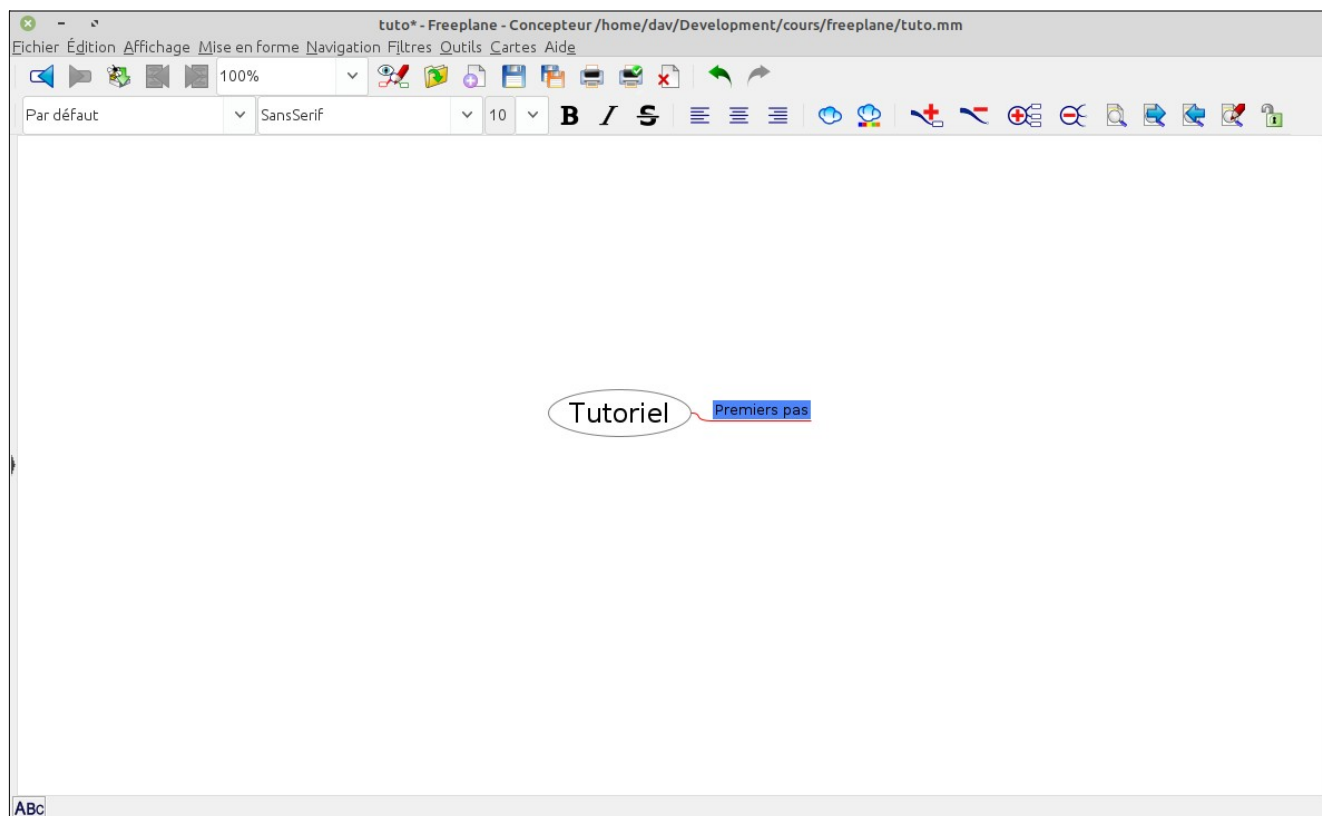 tuto* - Freeplane - Concepteur /home/dav/Development/cours/freeplane/tuto.mm
Fichier Édition Affichage Mise en forme Navigation Filtres Outils Cartes Aide
100%
Par défaut SansSerif 10 B I S
Tutoriel Premiers pas
ABC